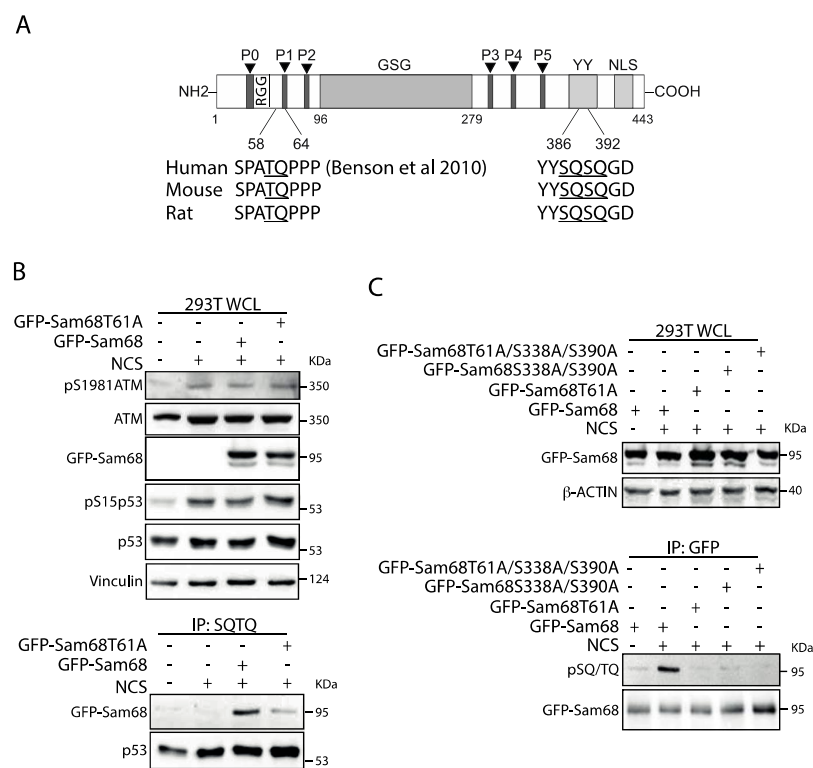 A
P0 P1 P2 P3 P4 P5
GSG YY NLS
NH2 RGG COOH
1 96 279 443
58 64 386 392
Human SPATQPPP (Benson et al 2010) YYSQSQGD
Mouse SPATQPPP YYSQSQGD
Rat SPATQPPP YYSQSQGD
B
293T WCL
GFP-Sam68T61A - - - +
GFP-Sam68 - - + -
NCS - + + + KDa
pS1981ATM 350
ATM 350
GFP-Sam68 95
pS15p53 53
p53 53
Vinculin 124
IP: SQTQ
GFP-Sam68T61A - - - +
GFP-Sam68 - - + -
NCS - + + + KDa
GFP-Sam68 95
p53 53
C
293T WCL
GFP-Sam68T61A/S338A/S390A - - - - +
GFP-Sam68S338A/S390A - - - + -
GFP-Sam68T61A - - + - -
GFP-Sam68 + + - - -
NCS - + + + + KDa
GFP-Sam68 95
β-ACTIN 40
IP: GFP
GFP-Sam68T61A/S338A/S390A - - - - +
GFP-Sam68S338A/S390A - - - + -
GFP-Sam68T61A - - + - -
GFP-Sam68 + + - - -
NCS - + + + + KDa
pSQ/TQ 95
GFP-Sam68 95